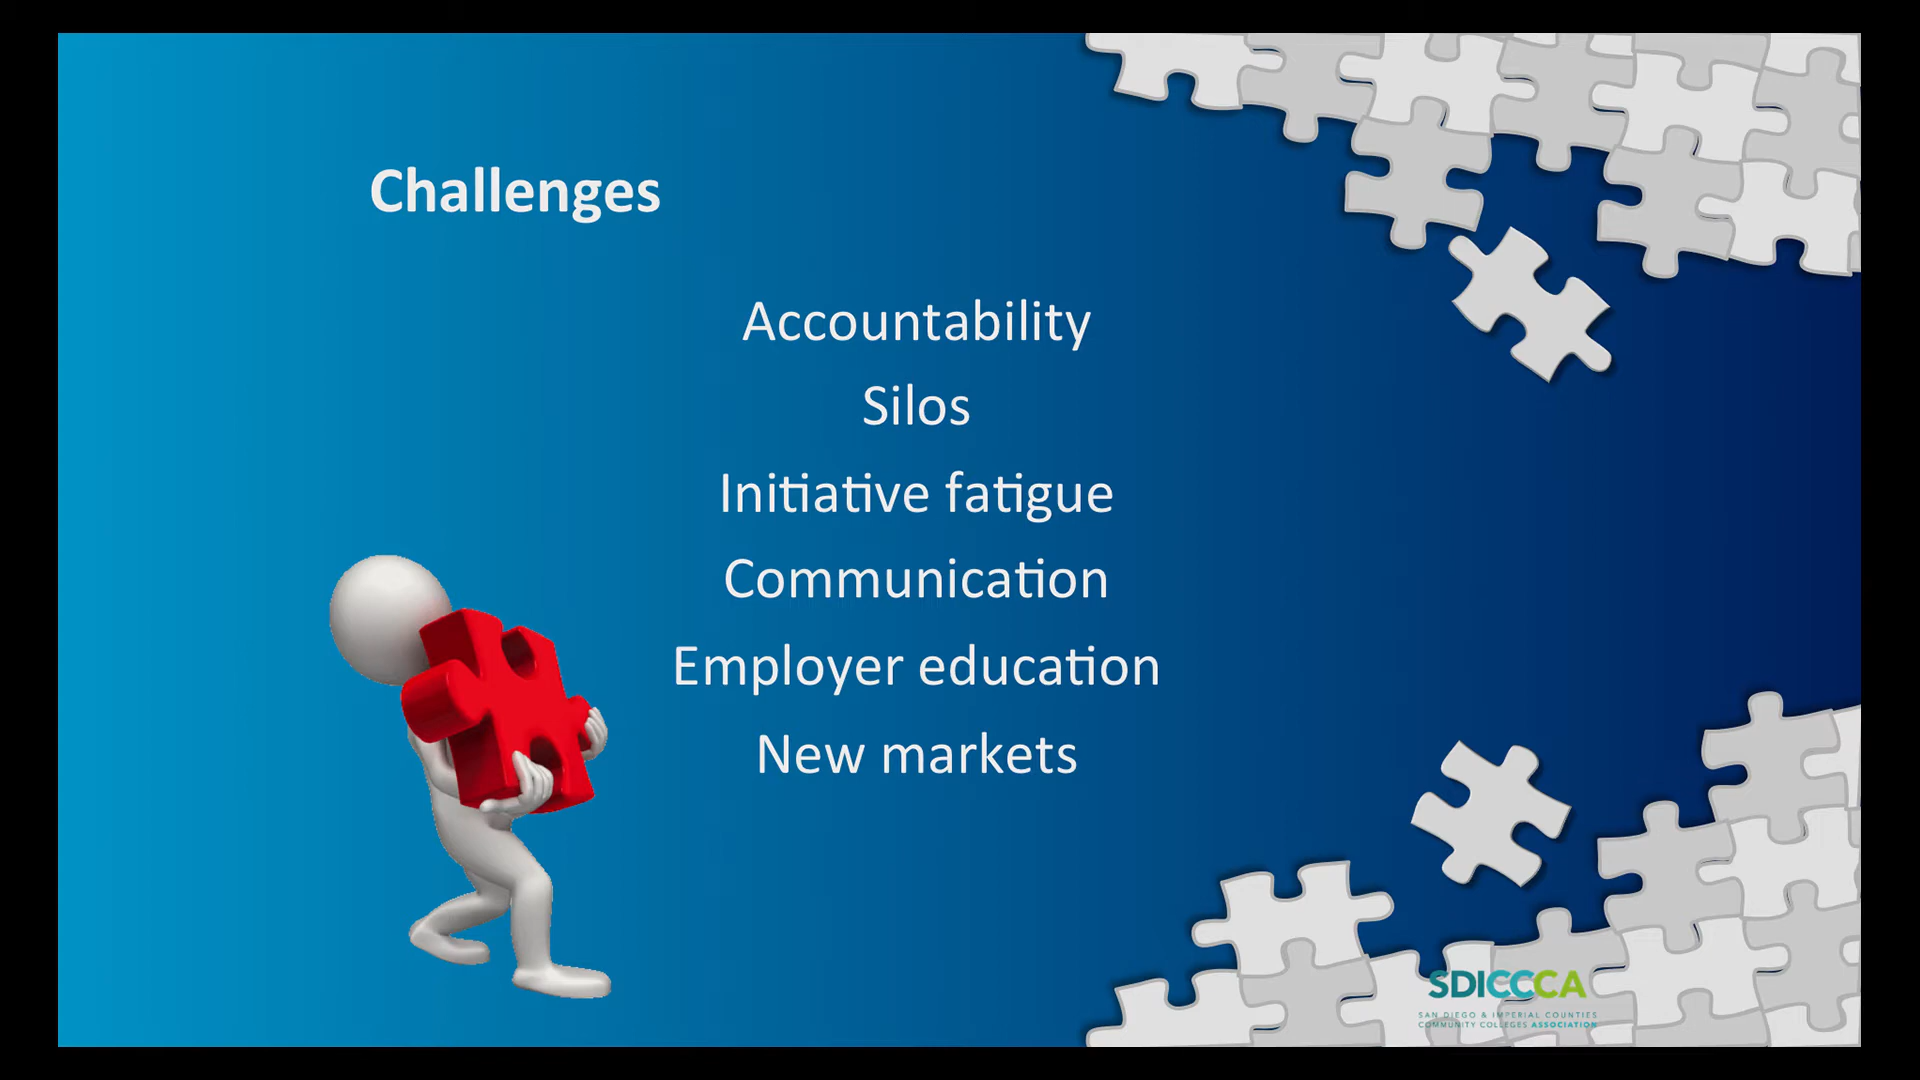 Challenges
Accountability
Silos
Initiative fatigue
Communication
Employer education
New markets
SDICCCA
SAN DIEGO & IMPERIAL COUNTIES
COMMUNITY COLLEGES ASSOCIATION